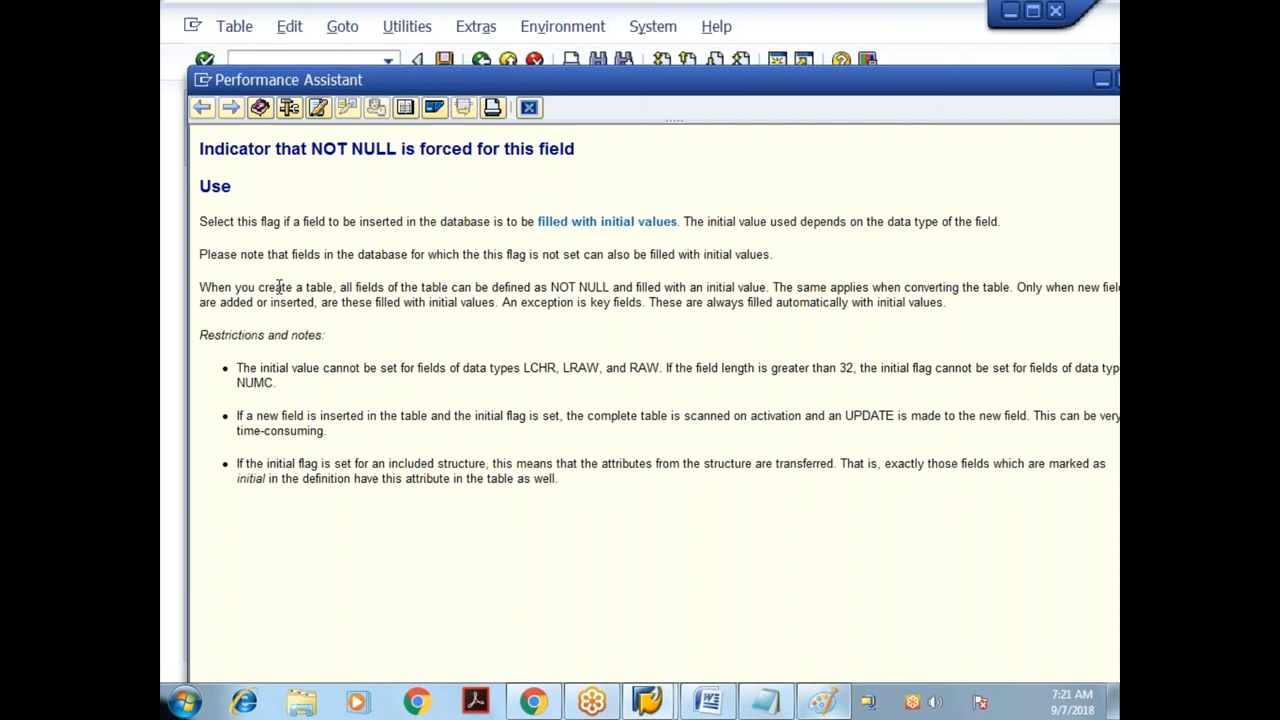 Table Edit Goto Utilities Extras Environment System Help
Performance Assistant
Indicator that NOT NULL is forced for this field
Use
Select this flag if a field to be inserted in the database is to be filled with initial values. The initial value used depends on the data type of the field.
Please note that fields in the database for which the this flag is not set can also be filled with initial values.
When you create a table, all fields of the table can be defined as NOT NULL and filled with an initial value. The same applies when converting the table. Only when new
are added or inserted, are these filled with initial values. An exception is key fields. These are always filled automatically with initial values.
Restrictions and notes:
• The initial value cannot be set for fields of data types LCHR, LRAW, and RAW. If the field length is greater than 32, the initial flag cannot be set for fields of data
NUMC.
• If a new field is inserted in the table and the initial flag is set, the complete table is scanned on activation and an UPDATE is made to the new field. This can be very
time-consuming.
• If the initial flag is set for an included structure, this means that the attributes from the structure are transferred. That is, exactly those fields which are marked as
initial in the definition have this attribute in the table as well.
7:21 AM
9/7/2018